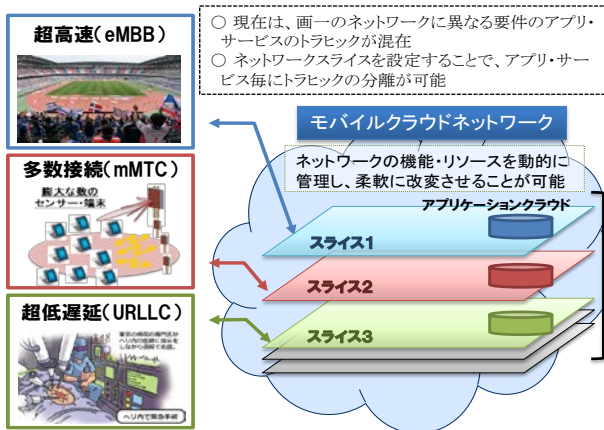 超高速(eMBB)
○ 現在は、画一のネットワークに異なる要件のアプリ・
サービスのトラヒックが混在
○ ネットワークスライスを設定することで、アプリ・サー
ビス毎にトラヒックの分離が可能
モバイルクラウドネットワーク
ネットワークの機能・リソースを動的に
管理し、柔軟に改変させることが可能
アプリケーションクラウド
多数接続(mMTC)
膨大な数の
センサー・端末
スライス1
スライス2
スライス3
超低遅延(URLLC)
ヘリ内で緊急手術